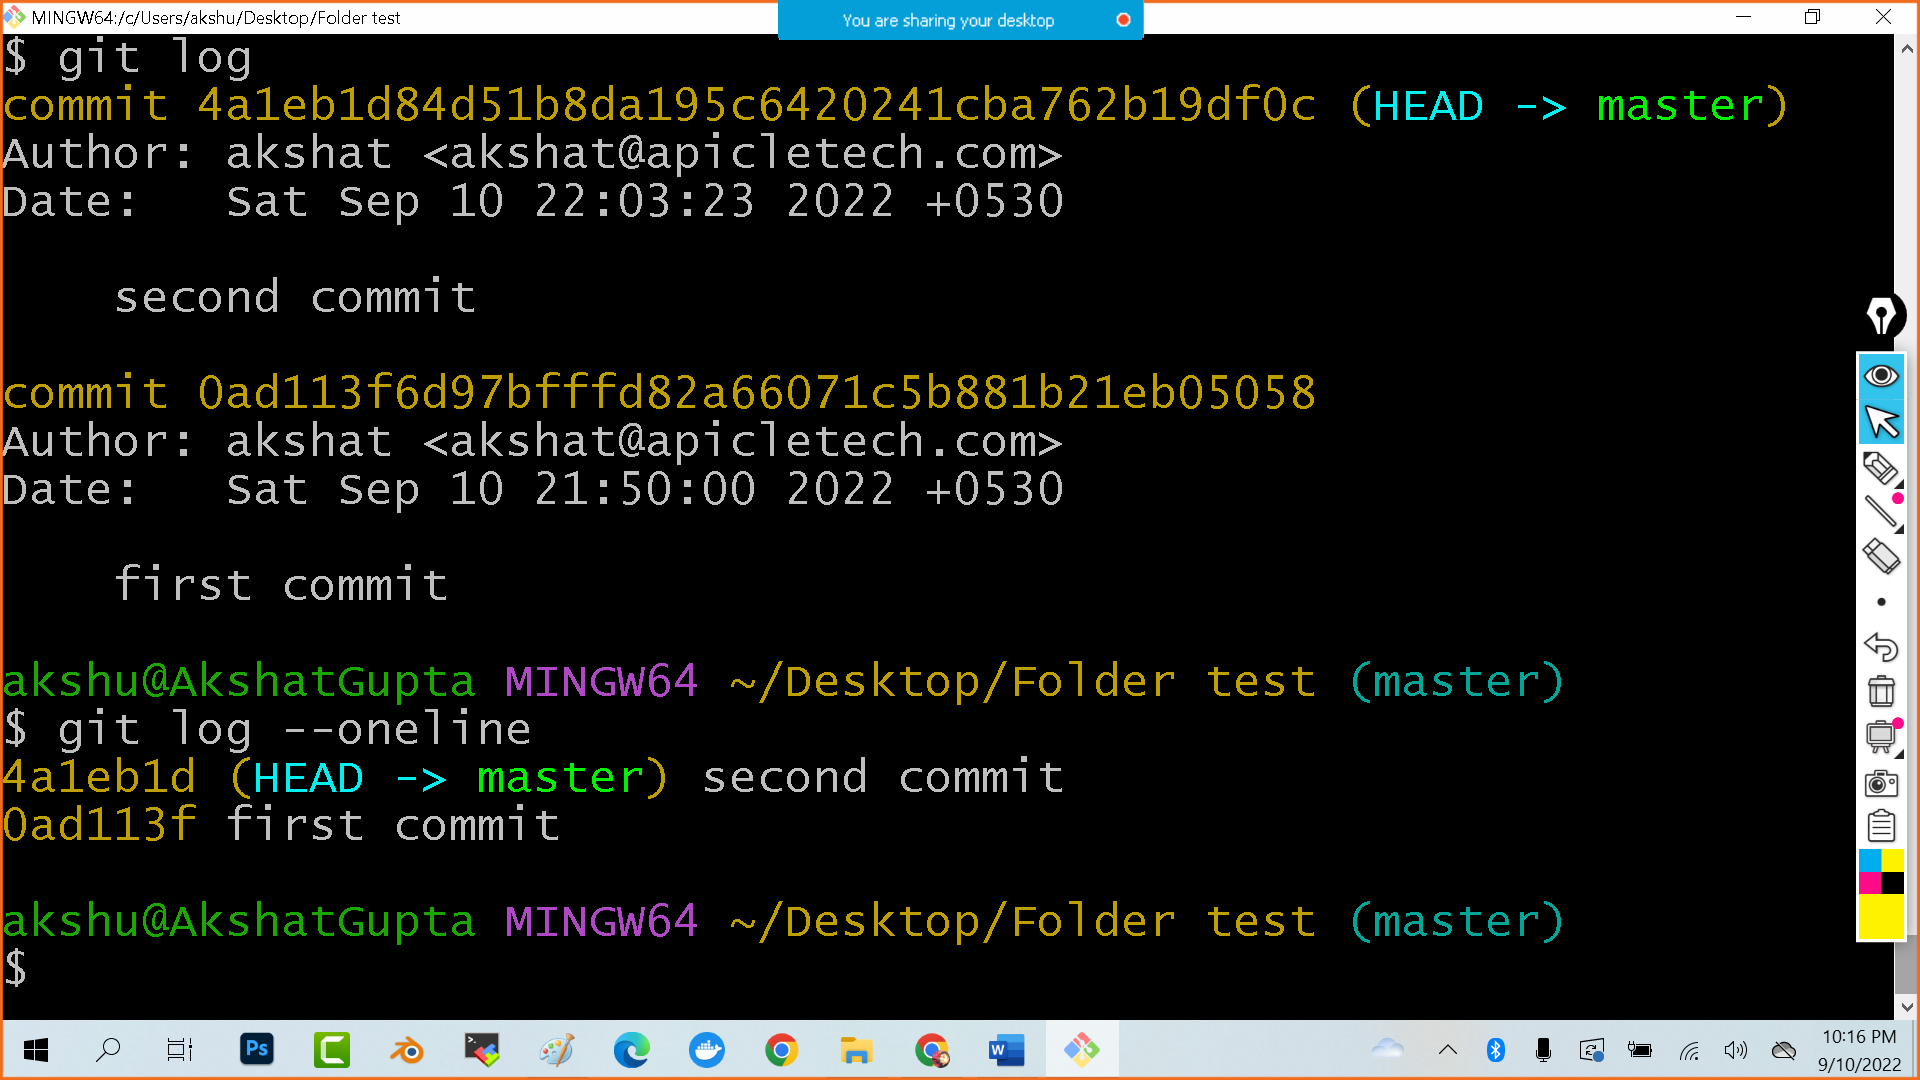 MINGW64:/c/Users/akshu/Desktop/Folder test
You are sharing your desktop
$ git log
commit 4a1eb1d84d51b8da195c6420241cba762b19df0c (HEAD -> master)
Author: akshat <akshat@apicletech.com>
Date:   Sat Sep 10 22:03:23 2022 +0530
second commit
commit 0ad113f6d97bfffd82a66071c5b881b21eb05058
Author: akshat <akshat@apicletech.com>
Date:   Sat Sep 10 21:50:00 2022 +0530
first commit
akshu@AkshatGupta MINGW64 ~/Desktop/Folder test (master)
$ git log --oneline
4a1eb1d (HEAD -> master) second commit
0ad113f first commit
akshu@AkshatGupta MINGW64 ~/Desktop/Folder test (master)
$
Ps
C
W
10:16 PM
9/10/2022